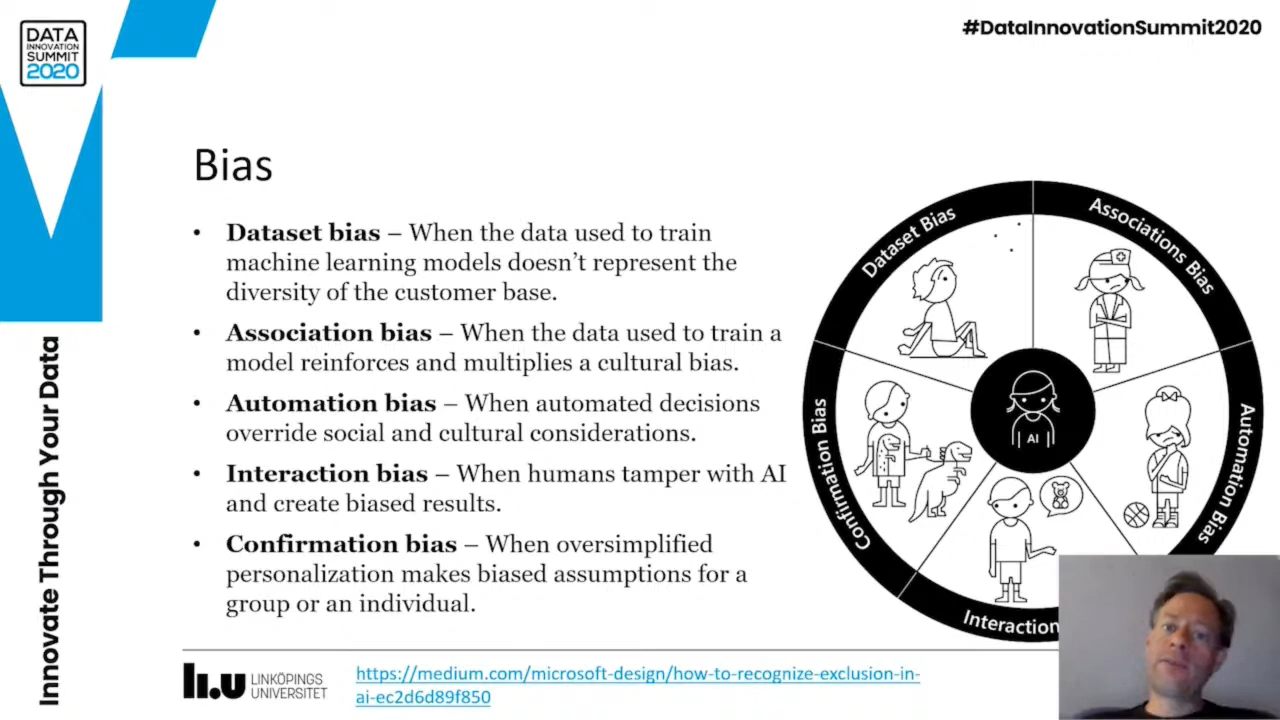 DATA
INNOVATION
SUMMIT
2020
#DataInnovationSummit2020
Innovate Through Your Data
Bias
• Dataset bias – When the data used to train
machine learning models doesn’t represent the
diversity of the customer base.
• Association bias – When the data used to train a
model reinforces and multiplies a cultural bias.
• Automation bias – When automated decisions
override social and cultural considerations.
• Interaction bias – When humans tamper with AI
and create biased results.
• Confirmation bias – When oversimplified
personalization makes biased assumptions for a
group or an individual.
Dataset Bias
Associations Bias
Automation Bias
Interaction
Confirmation Bias
AI
LINKÖPINGS
UNIVERSITET
li.u
https://medium.com/microsoft-design/how-to-recognize-exclusion-in-
ai-ec2d6d89f850